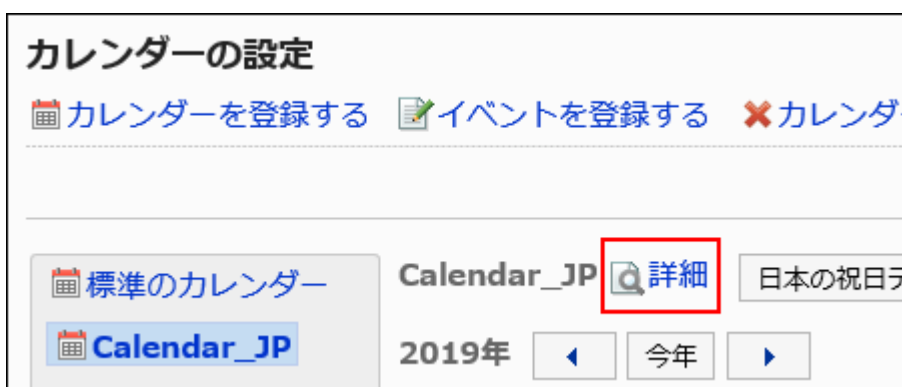 カレンダーの設定
カレンダーを登録する イベントを登録する カレンダ
標準のカレンダー
Calendar_JP
Calendar_JP 詳細 日本の祝日デ
2019年 今年